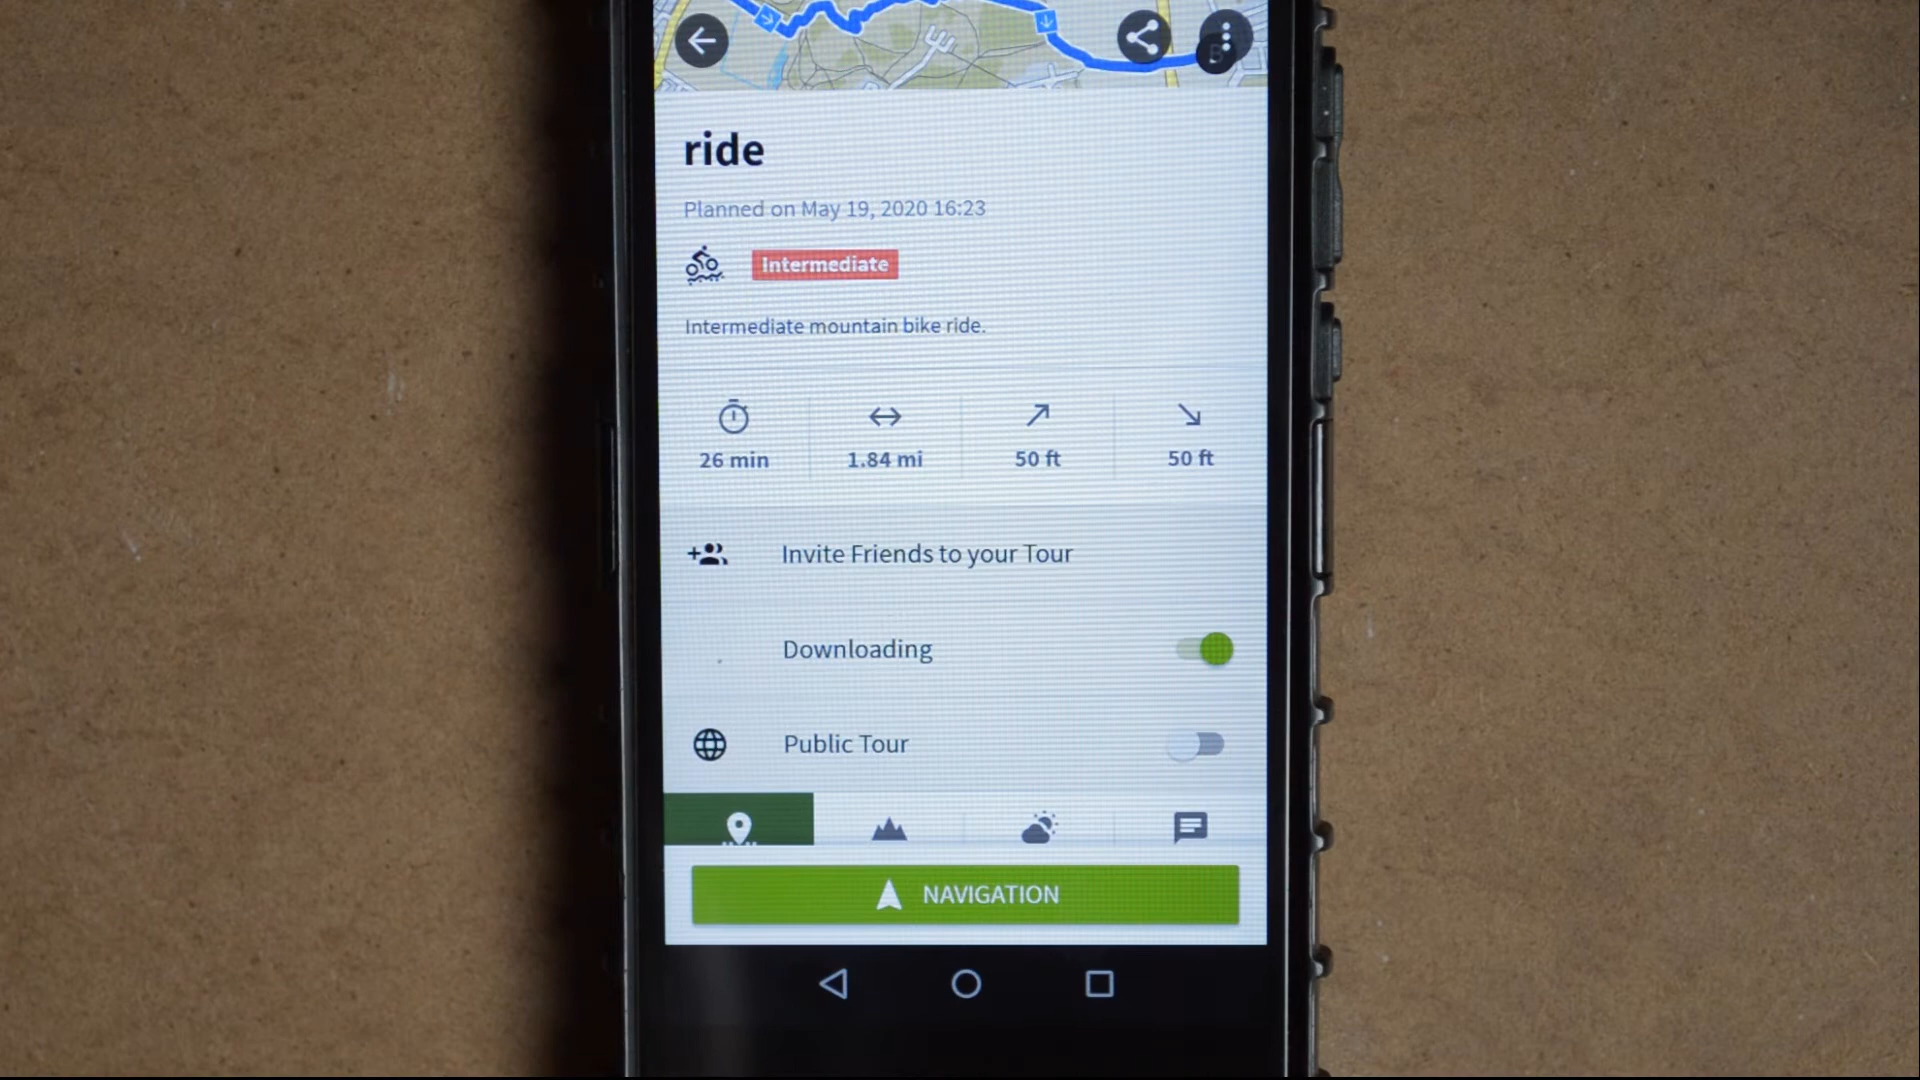 B
ride
Planned on May 19, 2020 16:23
Intermediate
Intermediate mountain bike ride.
26 min
1.84 mi
50 ft
50 ft
Invite Friends to your Tour
Downloading
Public Tour
NAVIGATION